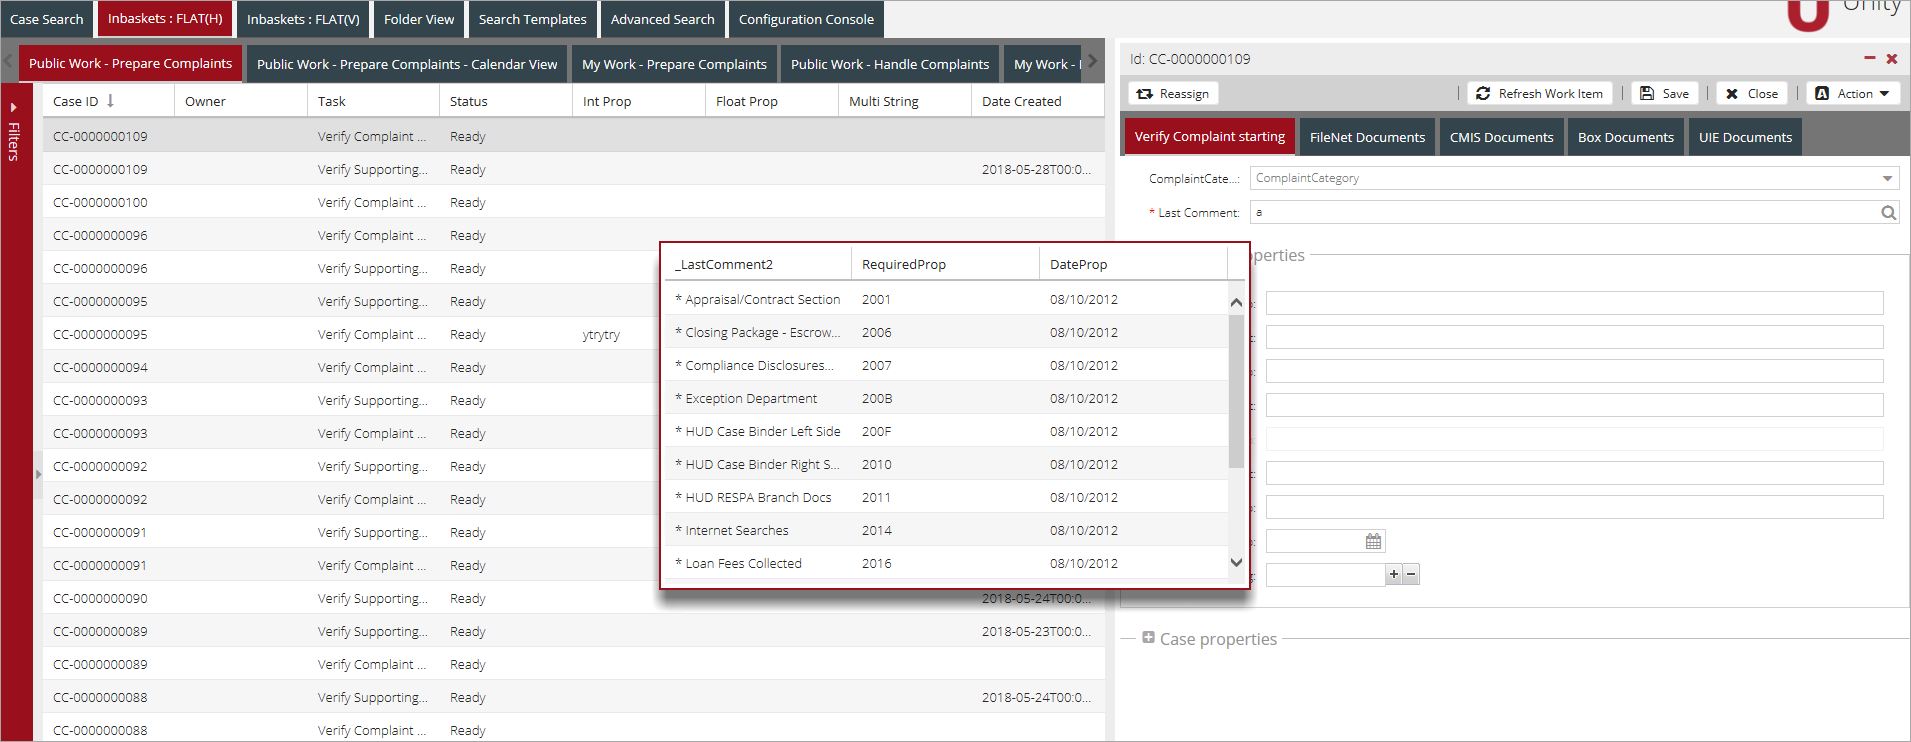 Case Search Inbaskets : FLAT(H) Inbaskets : FLAT(V) Folder View Search Templates Advanced Search Configuration Console
Unity
Public Work - Prepare Complaints Public Work - Prepare Complaints - Calendar View My Work - Prepare Complaints Public Work - Handle Complaints My Work -
Filters
Case ID Owner Task Status Int Prop Float Prop Multi String Date Created
CC-0000000109 Verify Complaint ... Ready
CC-0000000109 Verify Supporting... Ready 2018-05-28T00:0...
CC-0000000100 Verify Complaint ... Ready
CC-0000000096 Verify Complaint ... Ready
CC-0000000096 Verify Supporting... Ready
CC-0000000095 Verify Supporting... Ready
CC-0000000095 Verify Complaint ... Ready ytrytry
CC-0000000094 Verify Complaint ... Ready
CC-0000000093 Verify Supporting... Ready
CC-0000000093 Verify Complaint ... Ready
CC-0000000092 Verify Supporting... Ready
CC-0000000092 Verify Complaint ... Ready
CC-0000000091 Verify Supporting... Ready
CC-0000000091 Verify Complaint ... Ready
CC-0000000090 Verify Complaint ... Ready 2018-05-24T00:0...
CC-0000000089 Verify Supporting... Ready 2018-05-23T00:0...
CC-0000000089 Verify Complaint ... Ready
CC-0000000088 Verify Supporting... Ready 2018-05-24T00:0...
CC-0000000088 Verify Complaint ... Ready
_LastComment2 RequiredProp DateProp
* Appraisal/Contract Section 2001 08/10/2012
* Closing Package - Escrow... 2006 08/10/2012
* Compliance Disclosures... 2007 08/10/2012
* Exception Department 200B 08/10/2012
* HUD Case Binder Left Side 200F 08/10/2012
* HUD Case Binder Right S... 2010 08/10/2012
* HUD RESPA Branch Docs 2011 08/10/2012
* Internet Searches 2014 08/10/2012
* Loan Fees Collected 2016 08/10/2012
Id: CC-0000000109
Reassign Refresh Work Item Save Close Action
Verify Complaint starting FileNet Documents CMIS Documents Box Documents UIE Documents
ComplaintCate...: ComplaintCategory
* Last Comment: a
perties
Case properties